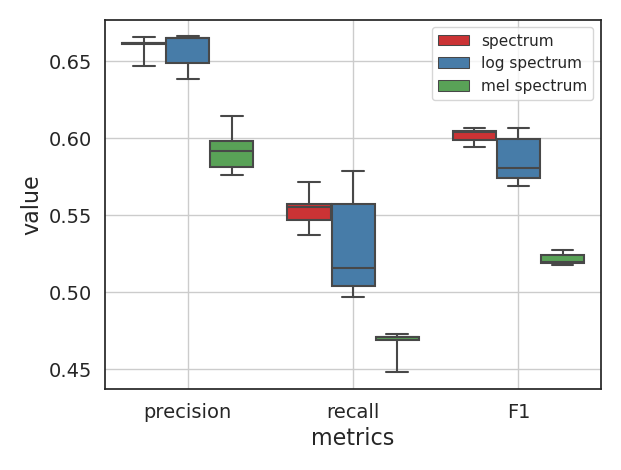 spectrum
log spectrum
mel spectrum
0.65
0.60
0.55
0.50
0.45
value
precision recall F1
metrics